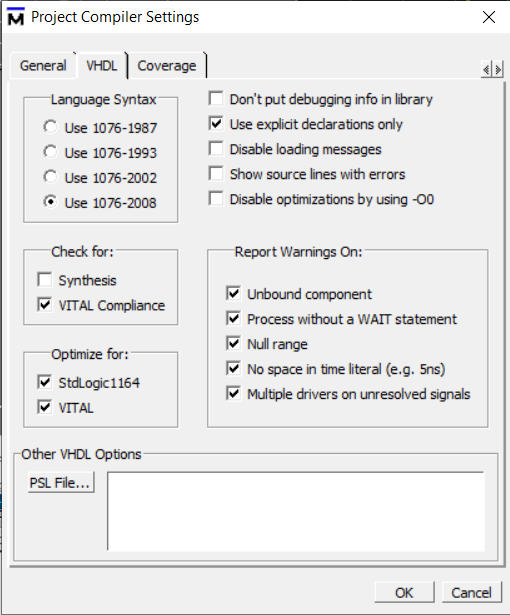 Project Compiler Settings
General
VHDL
Coverage
Language Syntax
Use 1076-1987
Use 1076-1993
Use 1076-2002
Use 1076-2008
Don't put debugging info in library
Use explicit declarations only
Disable loading messages
Show source lines with errors
Disable optimizations by using -O0
Check for:
Synthesis
VITAL Compliance
Optimize for:
StdLogic1164
VITAL
Report Warnings On:
Unbound component
Process without a WAIT statement
Null range
No space in time literal (e.g. 5ns)
Multiple drivers on unresolved signals
Other VHDL Options
PSL File...
OK
Cancel